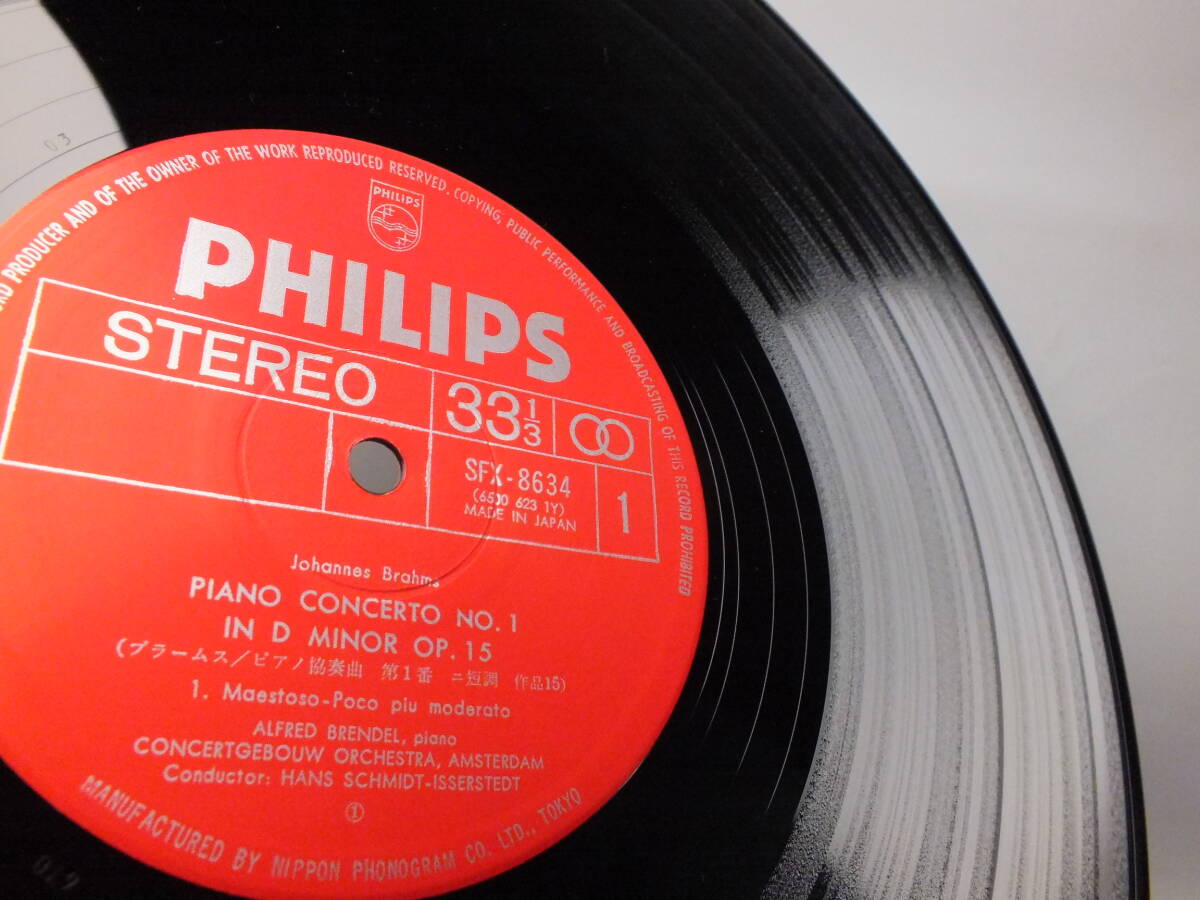 RD PRODUCER AND OF THE OWNER OF THE WORK REPRODUCED RESERVED. COPYING, PUBLIC PERFORMANCE AND BROADCASTING OF THIS RECORD PROHIBITED
PHILIPS
PHILIPS
STEREO
33 1/3
SFX-8634
(6500 623 1Y)
MADE IN JAPAN
1
Johannes Brahms
PIANO CONCERTO NO. 1
IN D MINOR OP. 15
(ブラームス/ピアノ協奏曲 第1番 ニ短調 作品15)
1. Maestoso-Poco piu moderato
ALFRED BRENDEL, piano
CONCERTGEBOUW ORCHESTRA, AMSTERDAM
Conductor: HANS SCHMIDT-ISSERSTEDT
①
MANUFACTURED BY NIPPON PHONOGRAM CO. LTD., TOKYO